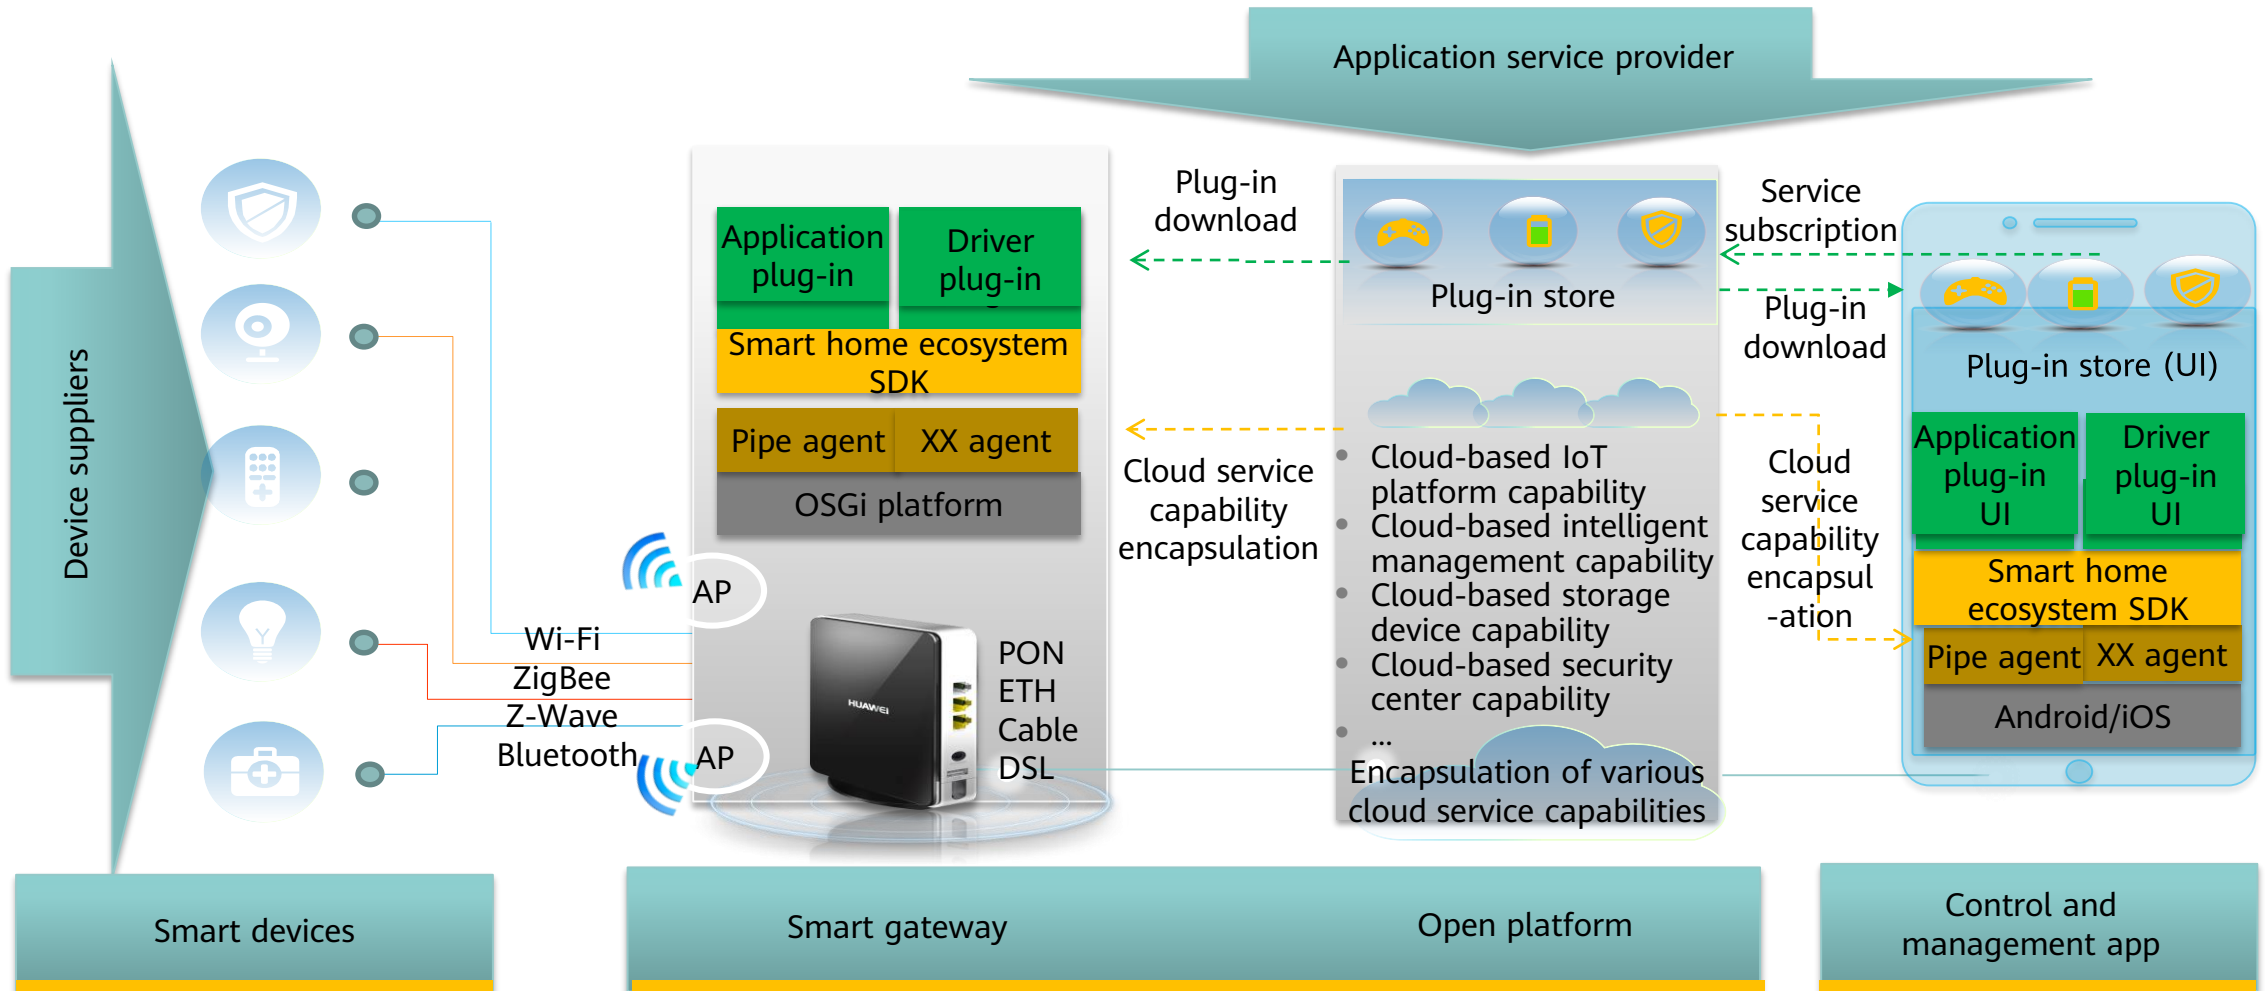 Application service provider
Device suppliers
Application
plug-in
Driver
plug-in
Smart home ecosystem
SDK
Pipe agent
XX agent
OSGi platform
AP
AP
Wi-Fi
ZigBee
Z-Wave
Bluetooth
HUAWEI
PON
ETH
Cable
DSL
Plug-in
download
Cloud service
capability
encapsulation
Plug-in store
• Cloud-based IoT
platform capability
• Cloud-based intelligent
management capability
• Cloud-based storage
device capability
• Cloud-based security
center capability
• ...
Encapsulation of various
cloud service capabilities
Service
subscription
Plug-in
download
Cloud
service
capability
encapsul
-ation
Plug-in store (UI)
Application
plug-in
UI
Driver
plug-in
UI
Smart home
ecosystem SDK
Pipe agent
XX agent
Android/iOS
Smart devices
Smart gateway
Open platform
Control and
management app